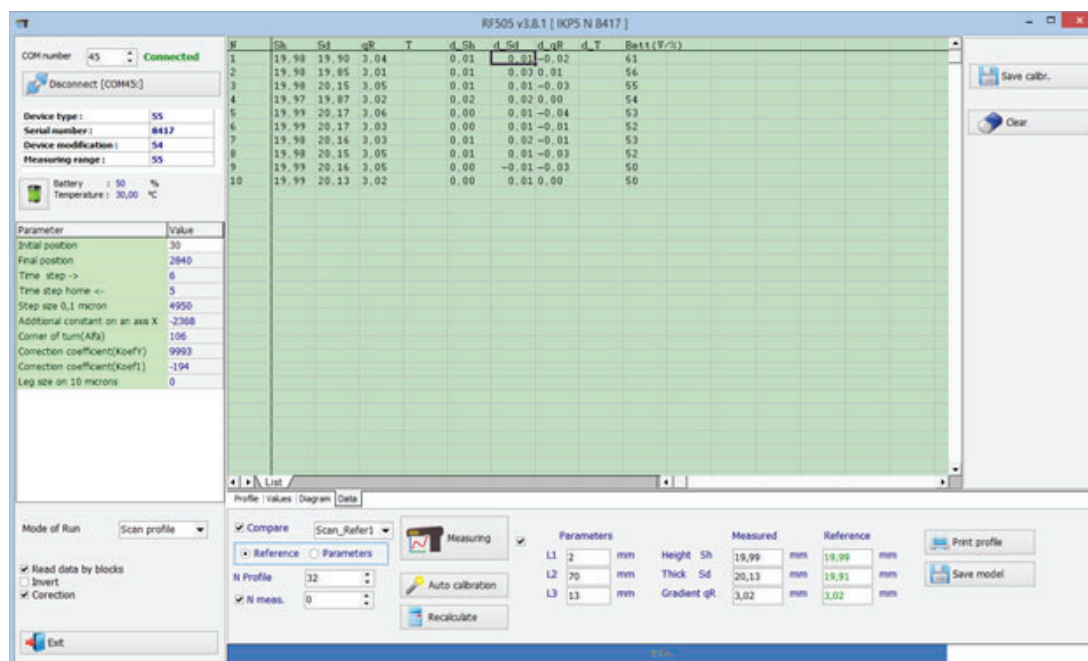 RF505 v3.8.1 [ IKP5 N 8417 ]
COM number 45 Connected
Disconnect [COM45:]
Device type : 55
Serial number : 8417
Device modification : 54
Measuring range : 55
Battery : 50 %
Temperature : 30,00 °C
Parameter Value
Initial position 30
Final position 2840
Time step -> 6
Time step home <- 5
Step size 0,1 micron 4950
Additional constant on an axis X -2368
Corner of turn(Alfa) 106
Correction coefficient(KoefY) 9993
Correction coefficient(Koef1) -194
Leg size on 10 microns 0
Mode of Run Scan profile
Read data by blocks
Invert
Corection
Exit
N Sh Sd qR T d_Sh d_Sd d_qR d_T Batt(V/%)
1 19.98 19.90 3.04 0.01 0.01 -0.02 61
2 19.98 19.85 3.01 0.01 0.03 0.01 56
3 19.98 20.15 3.05 0.01 0.01 -0.03 55
4 19.97 19.87 3.02 0.02 0.02 0.00 54
5 19.99 20.17 3.06 0.00 0.01 -0.04 53
6 19.99 20.17 3.03 0.00 0.01 -0.01 52
7 19.98 20.16 3.03 0.01 0.02 -0.01 53
8 19.98 20.15 3.05 0.01 0.01 -0.03 52
9 19.99 20.16 3.05 0.00 -0.01 -0.03 50
10 19.99 20.13 3.02 0.00 0.01 0.00 50
List
Profile Values Diagram Data
Compare Scan_Refer1
Reference Parameters
N Profile 32
N meas. 0
Measuring
Auto calibration
Recalculate
Parameters Measured Reference
L1 2 mm Height Sh 19,99 mm 19,99 mm
L2 70 mm Thick Sd 20,13 mm 19,91 mm
L3 13 mm Gradient qR 3,02 mm 3,02 mm
Print profile
Save model
Save calibr.
Clear